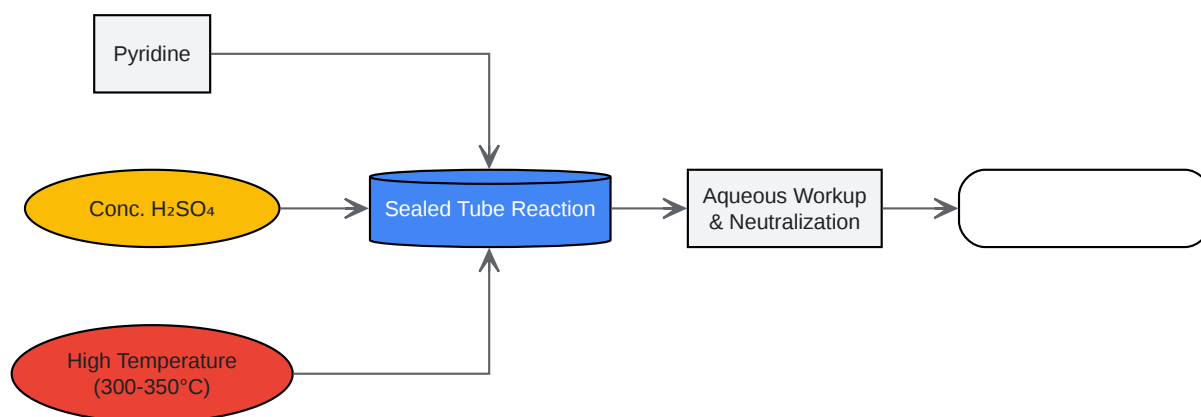 Pyridine
Conc. H₂SO₄
Sealed Tube Reaction
Aqueous Workup
& Neutralization
High Temperature
(300-350°C)